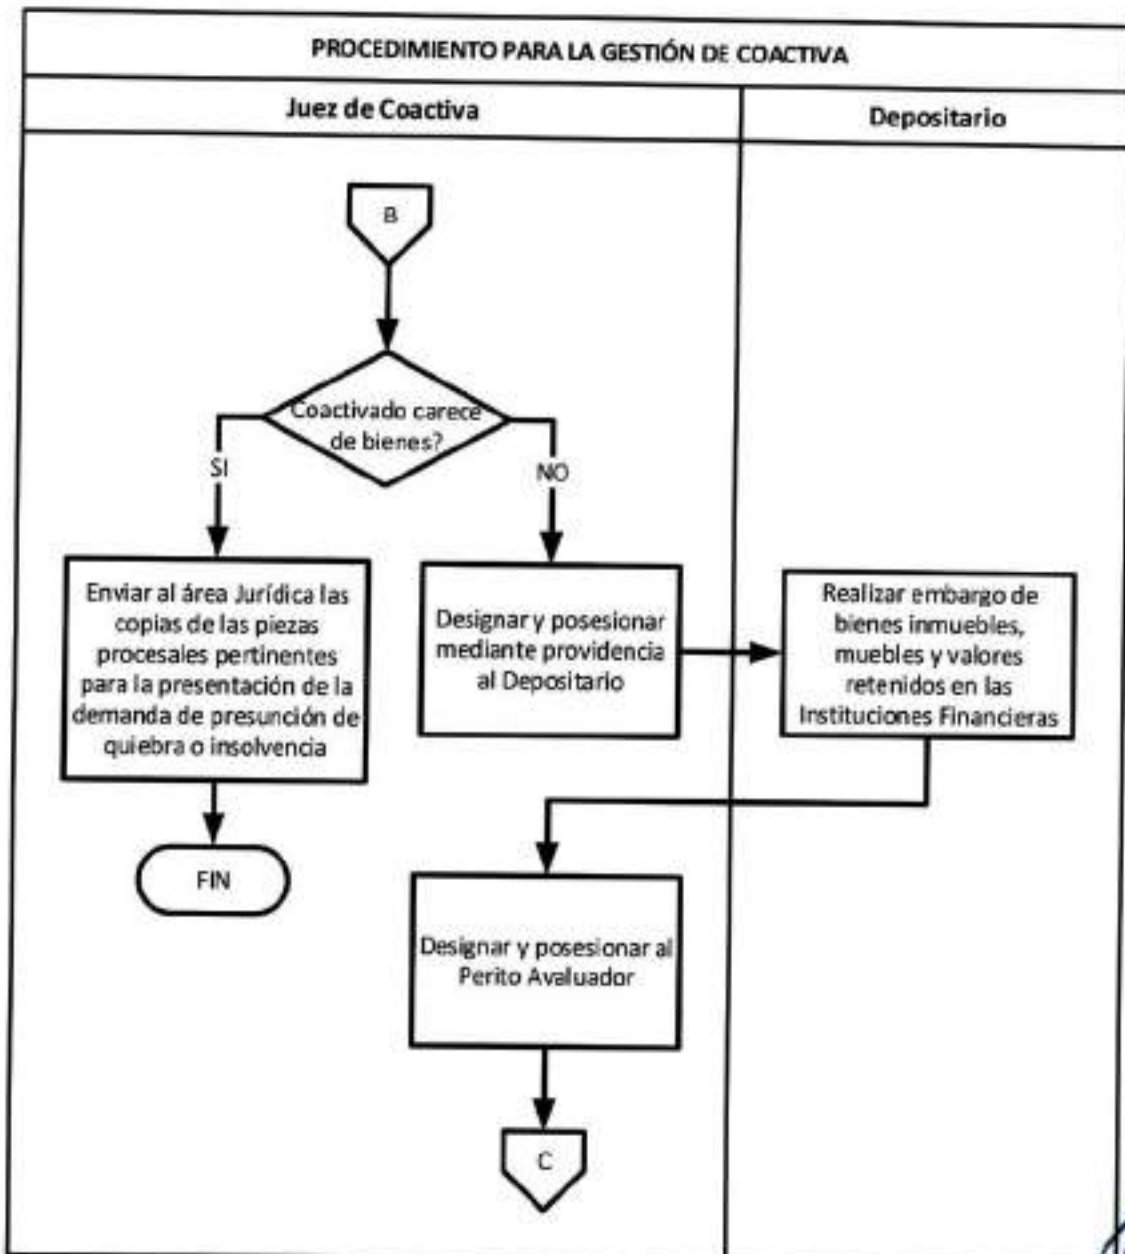 PROCEDIMIENTO PARA LA GESTIÓN DE COACTIVA
Juez de Coactiva
Depositario
B
Coactivado carece
de bienes?
SI
NO
Enviar al área Jurídica las
copias de las piezas
procesales pertinentes
para la presentación de la
demanda de presunción de
quiebra o insolvencia
Designar y posesionar
mediante providencia
al Depositario
Realizar embargo de
bienes inmuebles,
muebles y valores
retenidos en las
Instituciones Financieras
FIN
Designar y posesionar al
Perito Avaluador
C